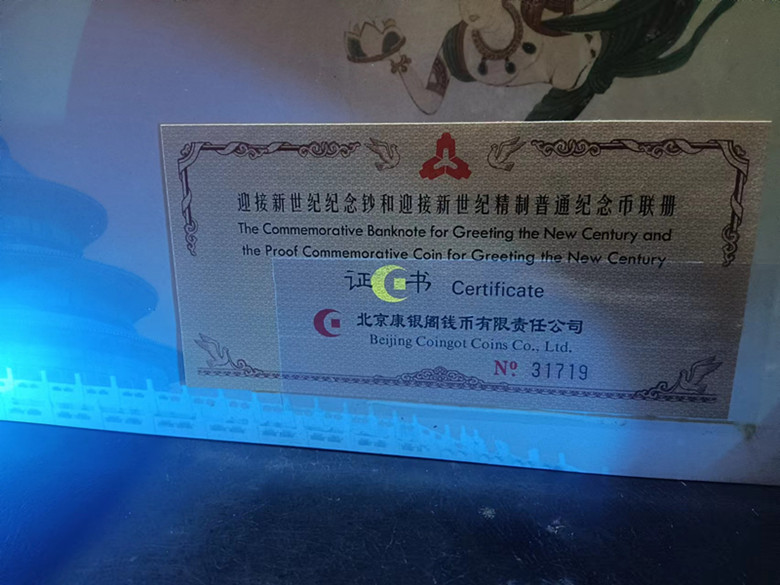 迎接新世纪纪念钞和迎接新世纪精制普通纪念币联册
The Commemorative Banknote for Greeting the New Century and
the Proof Commemorative Coin for Greeting the New Century
证书 Certificate
北京康银阁钱币有限责任公司
Beijing Coingot Coins Co., Ltd.
Nº 31719